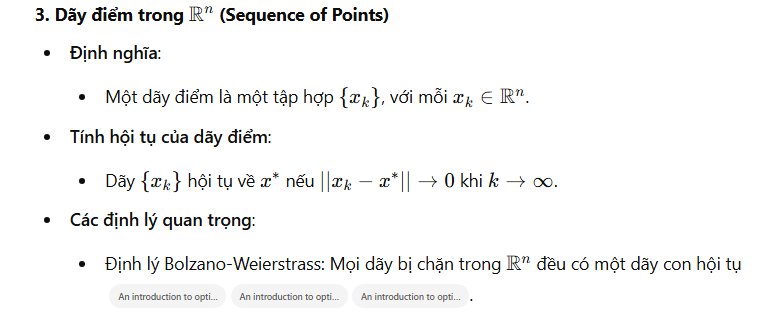 3. Dãy điểm trong ℝⁿ (Sequence of Points)
• Định nghĩa:
• Một dãy điểm là một tập hợp {xₖ}, với mỗi xₖ ∈ ℝⁿ.
• Tính hội tụ của dãy điểm:
• Dãy {xₖ} hội tụ về x* nếu ||xₖ − x*|| → 0 khi k → ∞.
• Các định lý quan trọng:
• Định lý Bolzano-Weierstrass: Mọi dãy bị chặn trong ℝⁿ đều có một dãy con hội tụ
An introduction to opti... An introduction to opti... An introduction to opti... .